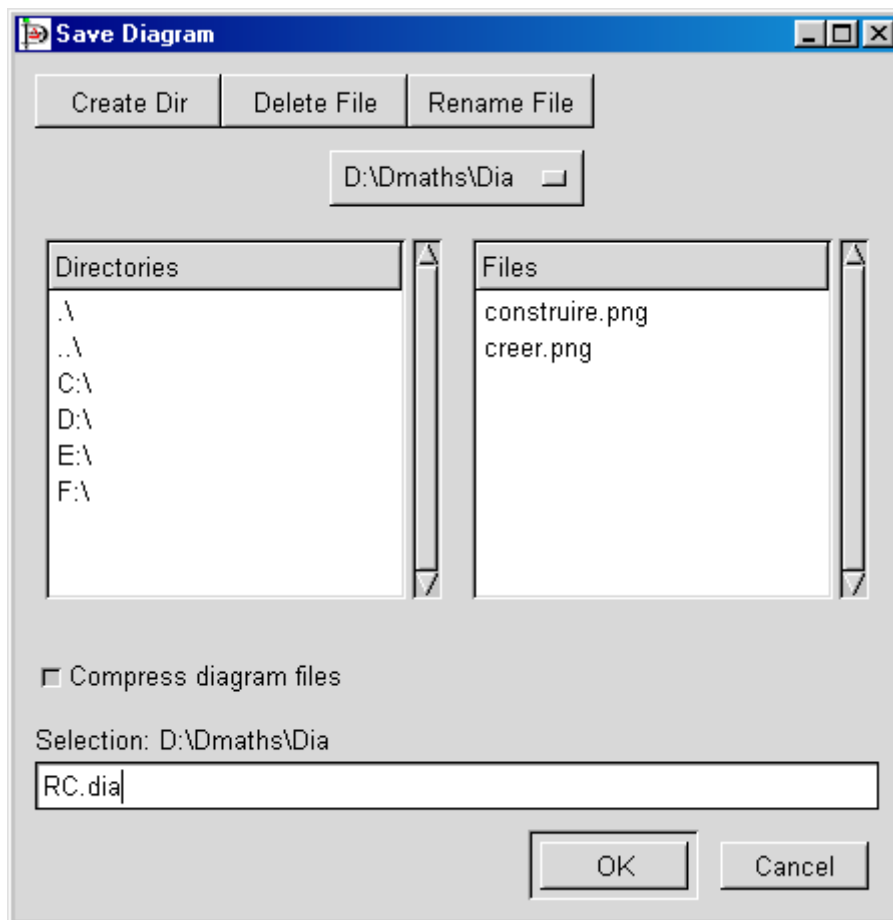 Save Diagram
Create Dir Delete File Rename File
D:\Dmaths\Dia
Directories
.\
..\
C:\
D:\
E:\
F:\
Files
construire.png
creer.png
Compress diagram files
Selection: D:\Dmaths\Dia
RC.dia
OK Cancel